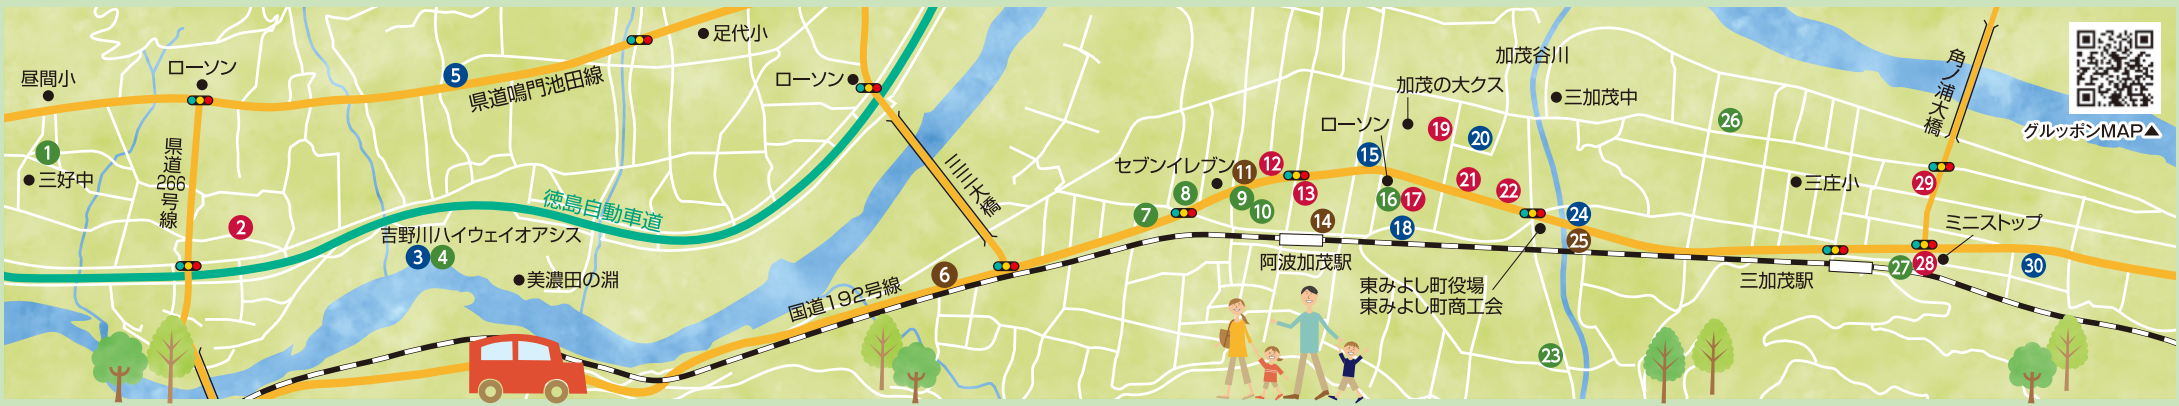 昼間小
1
三好中
ローソン
県道266号線
2
5
県道鳴門池田線
足代小
ローソン
徳島自動車道
吉野川ハイウェイオアシス
3
4
美濃田の淵
三三大橋
国道192号線
6
7
8
セブンイレブン
9
10
11
12
13
14
阿波加茂駅
15
ローソン
加茂の大クス
16
17
18
19
20
21
22
加茂谷川
三加茂中
東みよし町役場
東みよし町商工会
23
24
25
26
三庄小
三加茂駅
27
28
29
ミニストップ
30
角ノ浦大橋
グルッポンMAP▲